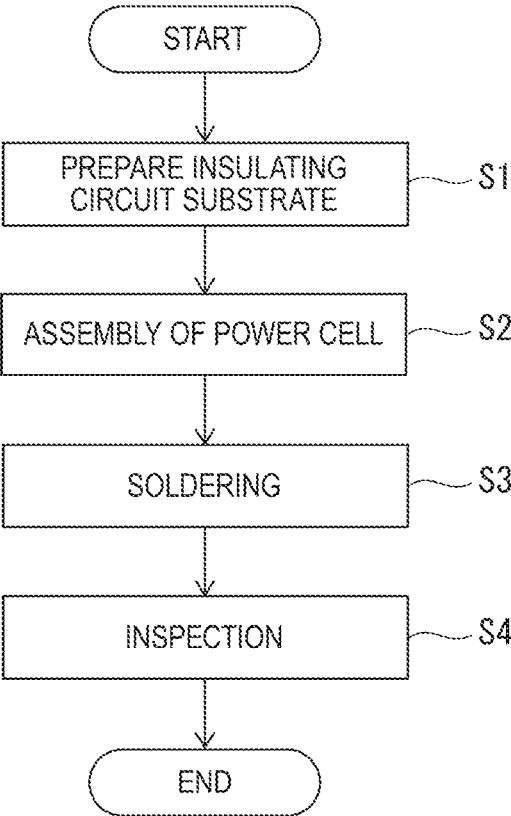 START
PREPARE INSULATING
CIRCUIT SUBSTRATE
S1
ASSEMBLY OF POWER CELL
S2
SOLDERING
S3
INSPECTION
S4
END